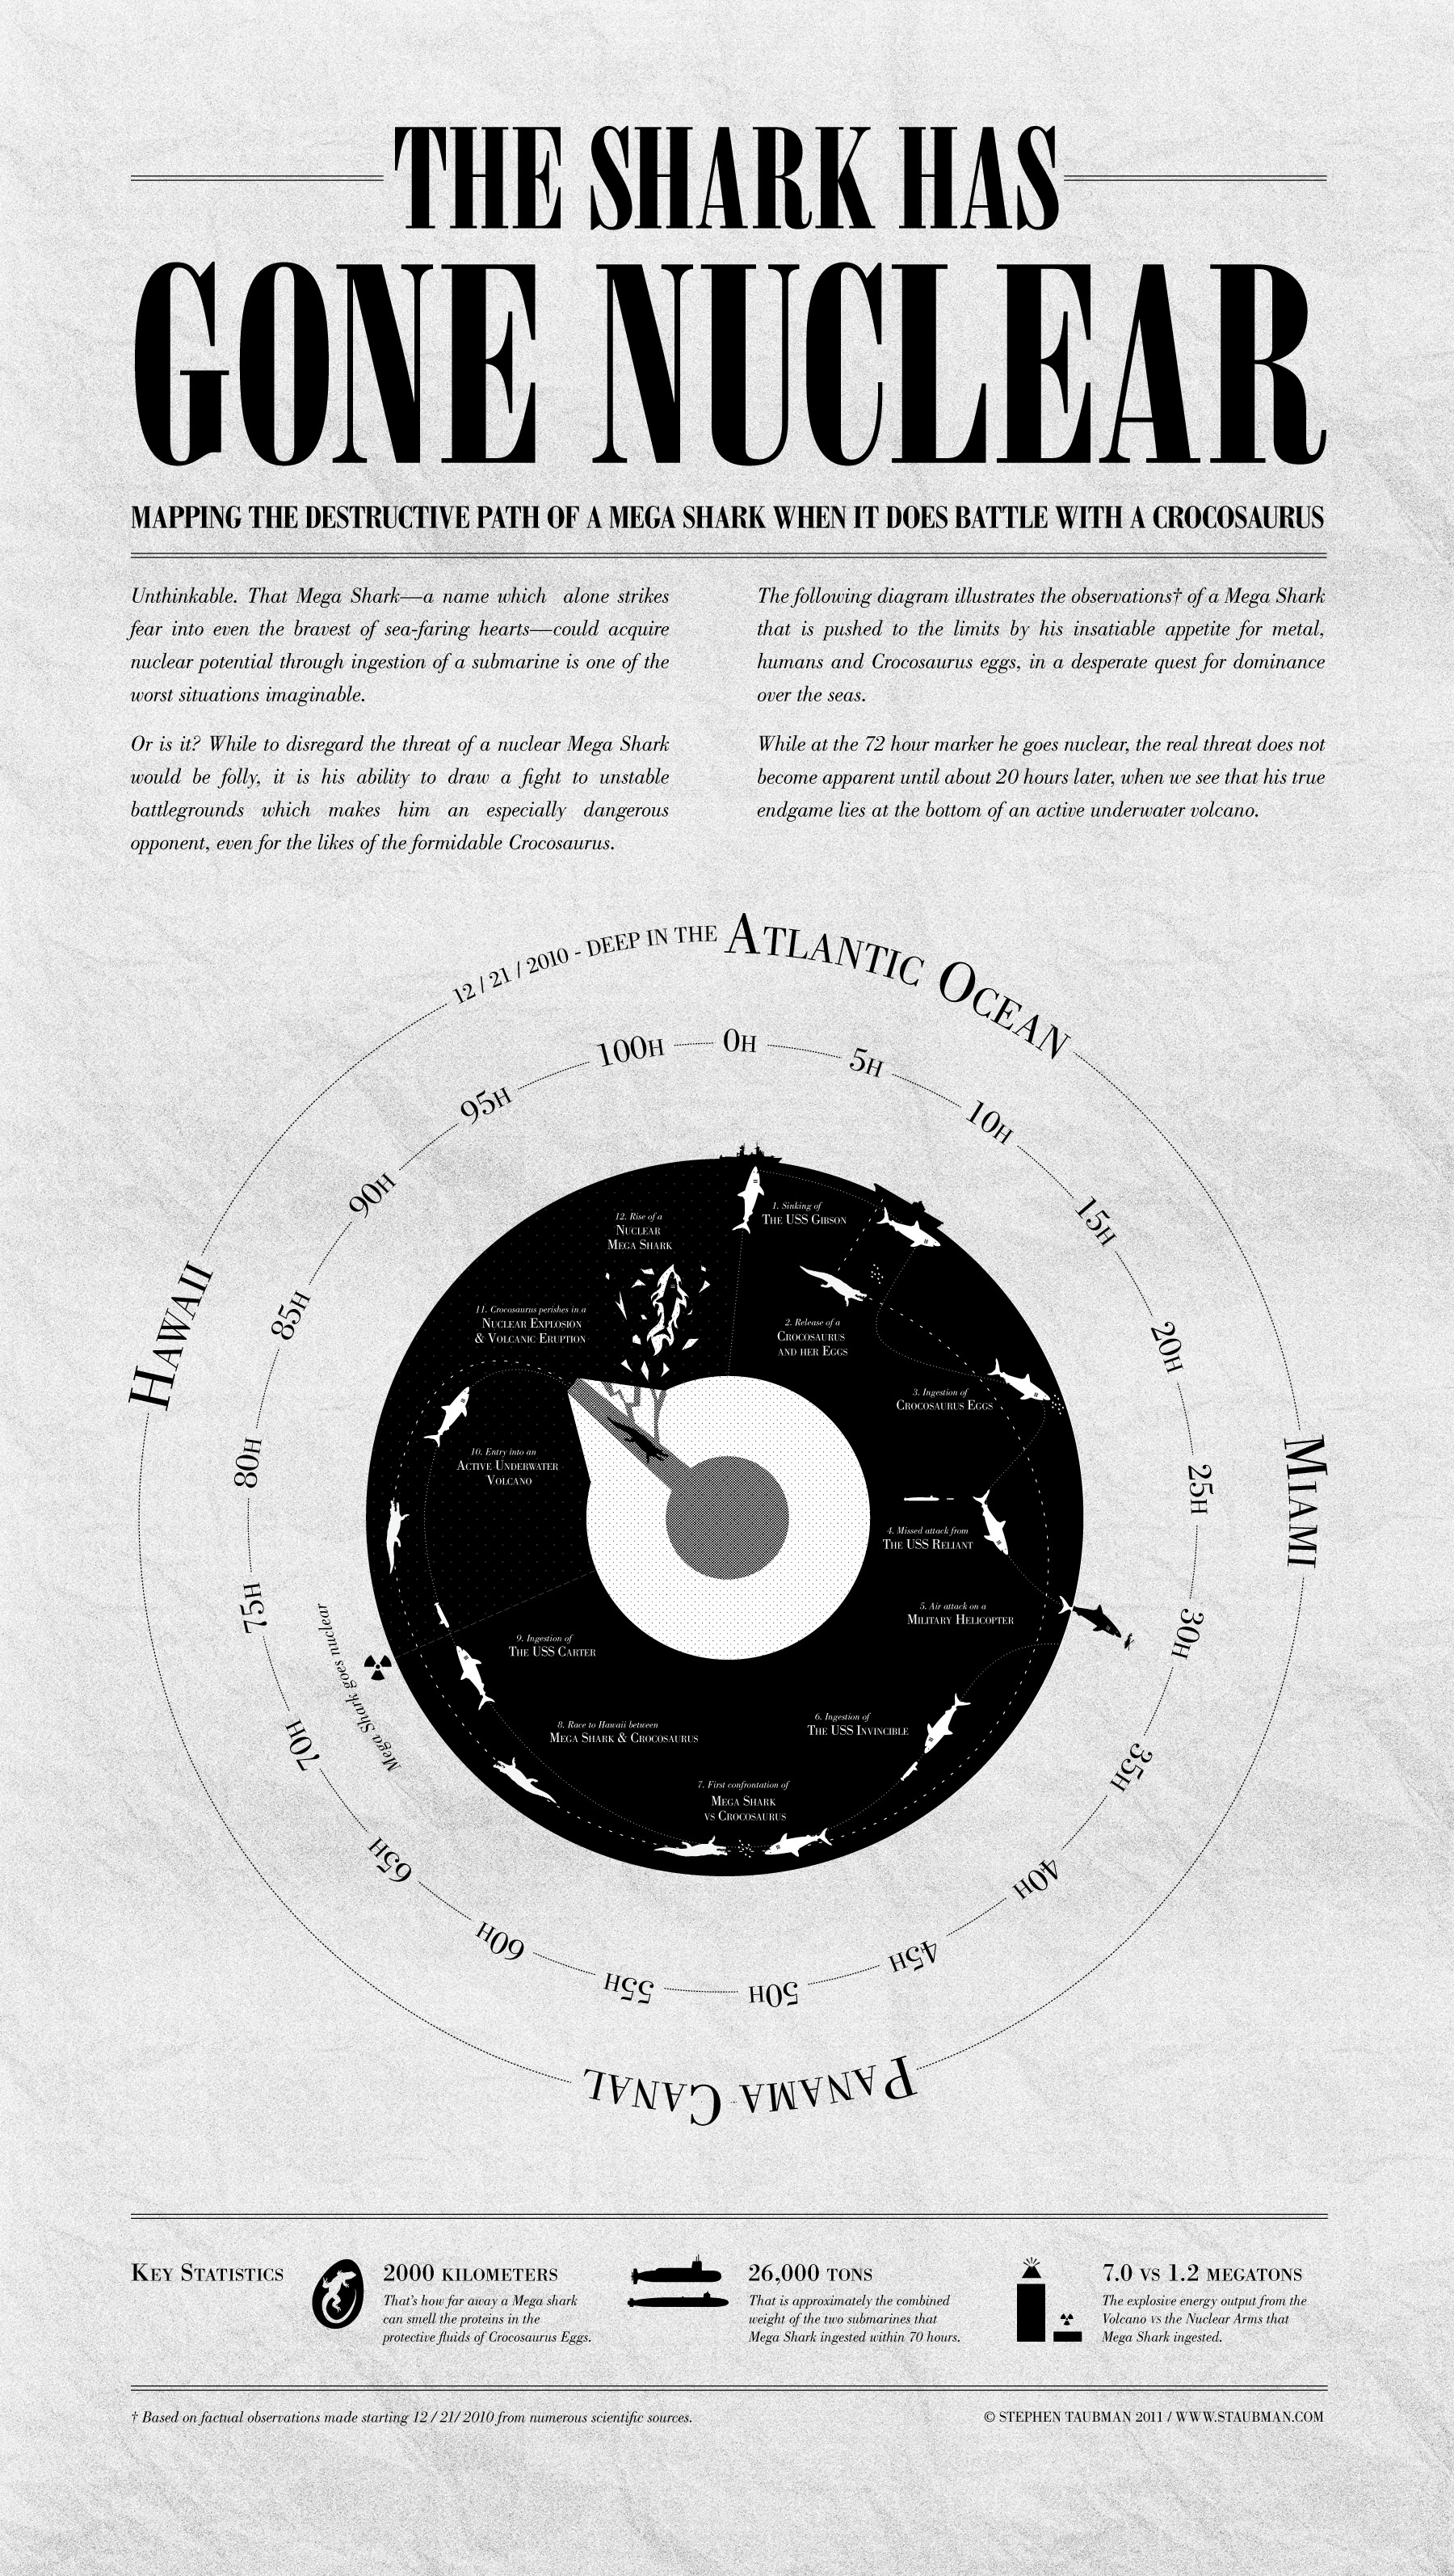 THE SHARK HAS
GONE NUCLEAR
MAPPING THE DESTRUCTIVE PATH OF A MEGA SHARK WHEN IT DOES BATTLE WITH A CROCOSAURUS
Unthinkable. That Mega Shark—a name which alone strikes
fear into even the bravest of sea-faring hearts—could acquire
nuclear potential through ingestion of a submarine is one of the
worst situations imaginable.
Or is it? While to disregard the threat of a nuclear Mega Shark
would be folly, it is his ability to draw a fight to unstable
battlegrounds which makes him an especially dangerous
opponent, even for the likes of the formidable Crocosaurus.
The following diagram illustrates the observations† of a Mega Shark
that is pushed to the limits by his insatiable appetite for metal,
humans and Crocosaurus eggs, in a desperate quest for dominance
over the seas.
While at the 72 hour marker he goes nuclear, the real threat does not
become apparent until about 20 hours later, when we see that his true
endgame lies at the bottom of an active underwater volcano.
12 / 21 / 2010 - DEEP IN THE ATLANTIC OCEAN
MIAMI
PANAMA CANAL
HAWAII
0H
5H
10H
15H
20H
25H
30H
35H
40H
45H
50H
55H
60H
65H
70H
75H
80H
85H
90H
95H
100H
Mega Shark goes nuclear
1. Sinking of
THE USS GIBSON
2. Release of a
CROCOSAURUS
AND HER EGGS
3. Ingestion of
CROCOSAURUS EGGS
4. Missed attack from
THE USS RELIANT
5. Air attack on a
MILITARY HELICOPTER
6. Ingestion of
THE USS INVINCIBLE
7. First confrontation of
MEGA SHARK
VS CROCOSAURUS
8. Race to Hawaii between
MEGA SHARK & CROCOSAURUS
9. Ingestion of
THE USS CARTER
10. Entry into an
ACTIVE UNDERWATER
VOLCANO
11. Crocosaurus perishes in a
NUCLEAR EXPLOSION
& VOLCANIC ERUPTION
12. Rise of a
NUCLEAR
MEGA SHARK
KEY STATISTICS
2000 KILOMETERS
That's how far away a Mega shark
can smell the proteins in the
protective fluids of Crocosaurus Eggs.
26,000 TONS
That is approximately the combined
weight of the two submarines that
Mega Shark ingested within 70 hours.
7.0 VS 1.2 MEGATONS
The explosive energy output from the
Volcano VS the Nuclear Arms that
Mega Shark ingested.
† Based on factual observations made starting 12 / 21/ 2010 from numerous scientific sources.
© STEPHEN TAUBMAN 2011 / WWW.STAUBMAN.COM